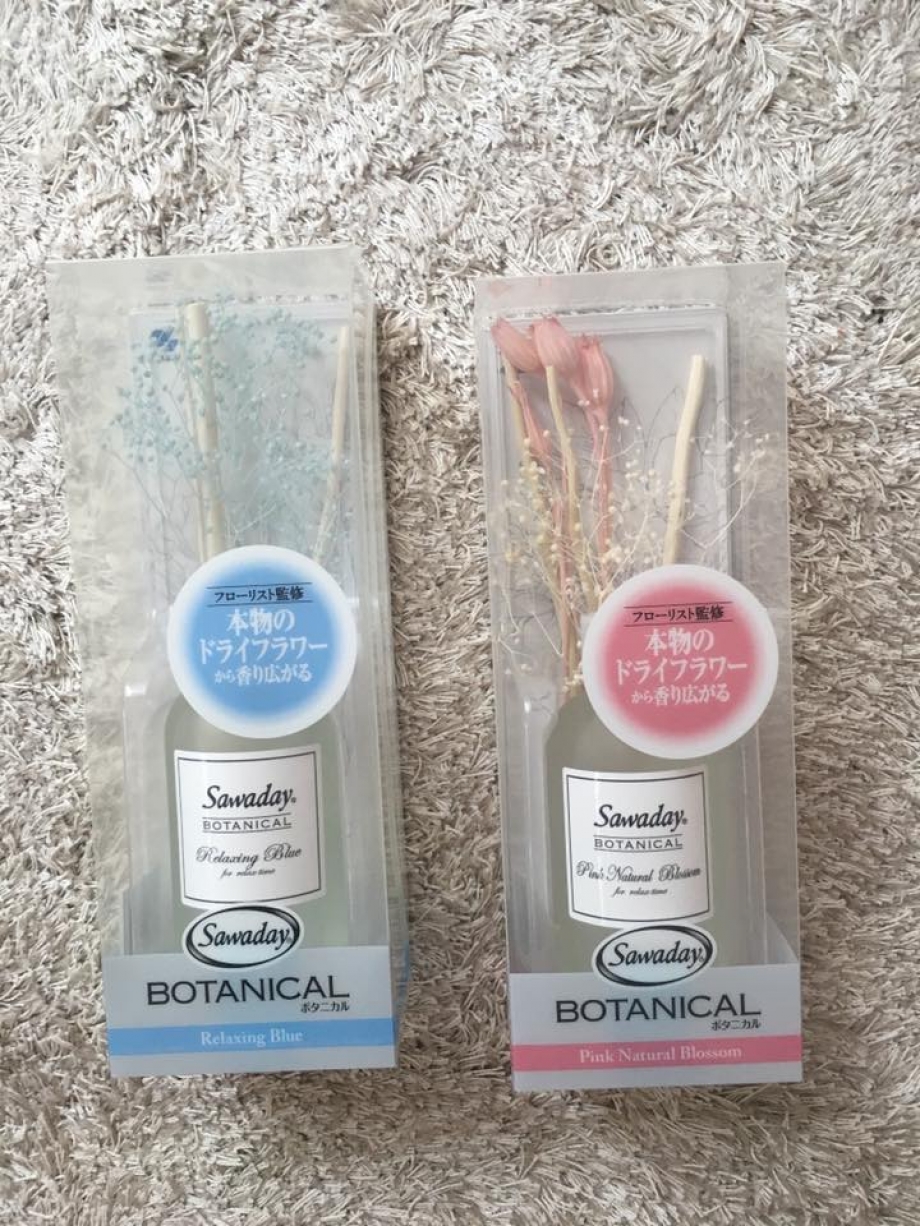 フローリスト監修
本物の
ドライフラワー
から香り広がる
Sawaday®
BOTANICAL
Relaxing Blue
for relax time
Sawaday®
BOTANICAL
ボタニカル
Relaxing Blue
フローリスト監修
本物の
ドライフラワー
から香り広がる
Sawaday®
BOTANICAL
Pink Natural Blossom
for relax time
Sawaday®
BOTANICAL
ボタニカル
Pink Natural Blossom